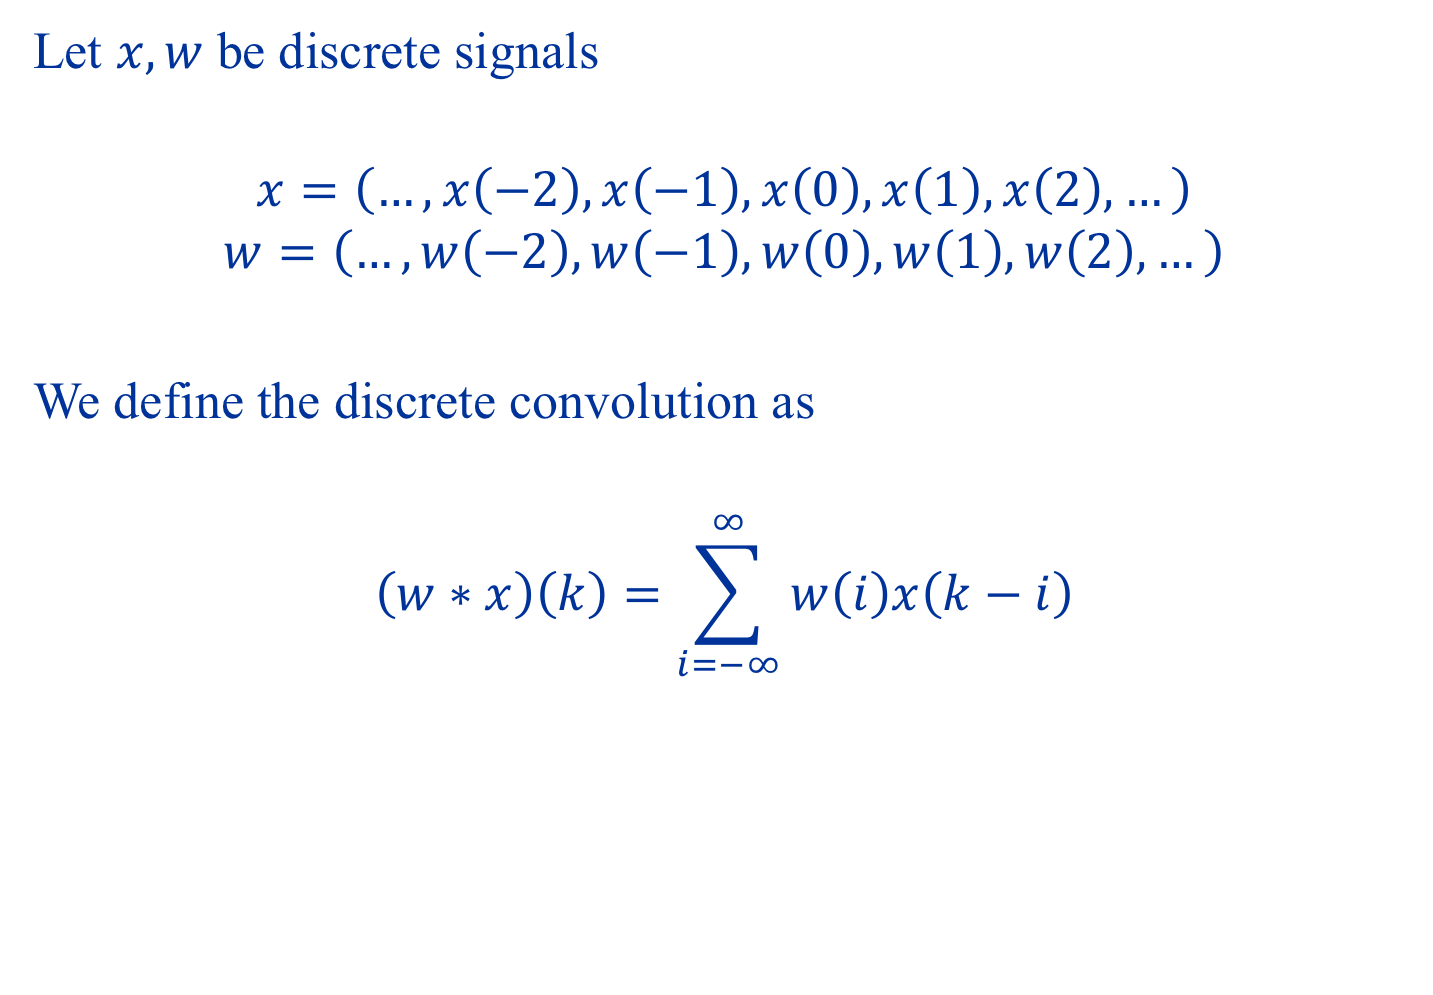 Let x, w be discrete signals
x = (… , x(−2), x(−1), x(0), x(1), x(2), … )
w = (… , w(−2), w(−1), w(0), w(1), w(2), … )
We define the discrete convolution as
(w ∗ x)(k) = ∑_{i=−∞}^{∞} w(i)x(k − i)